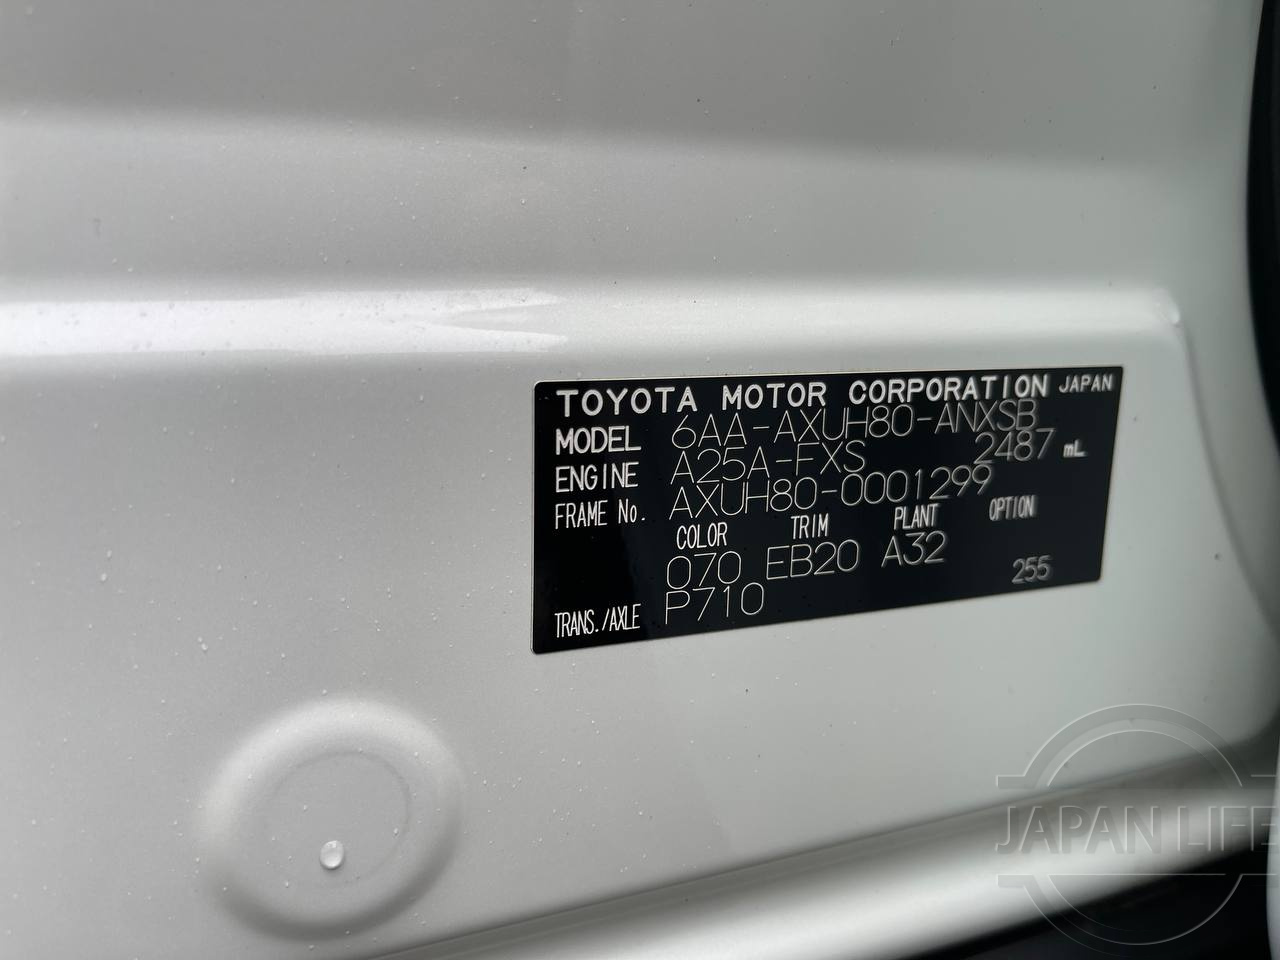 TOYOTA MOTOR CORPORATION JAPAN
MODEL 6AA-AXUH80-ANXSB
ENGINE A25A-FXS 2487 mL
FRAME No. AXUH80-0001299
COLOR TRIM PLANT OPTION
070 EB20 A32 255
TRANS./AXLE P710
JAPAN LIFE